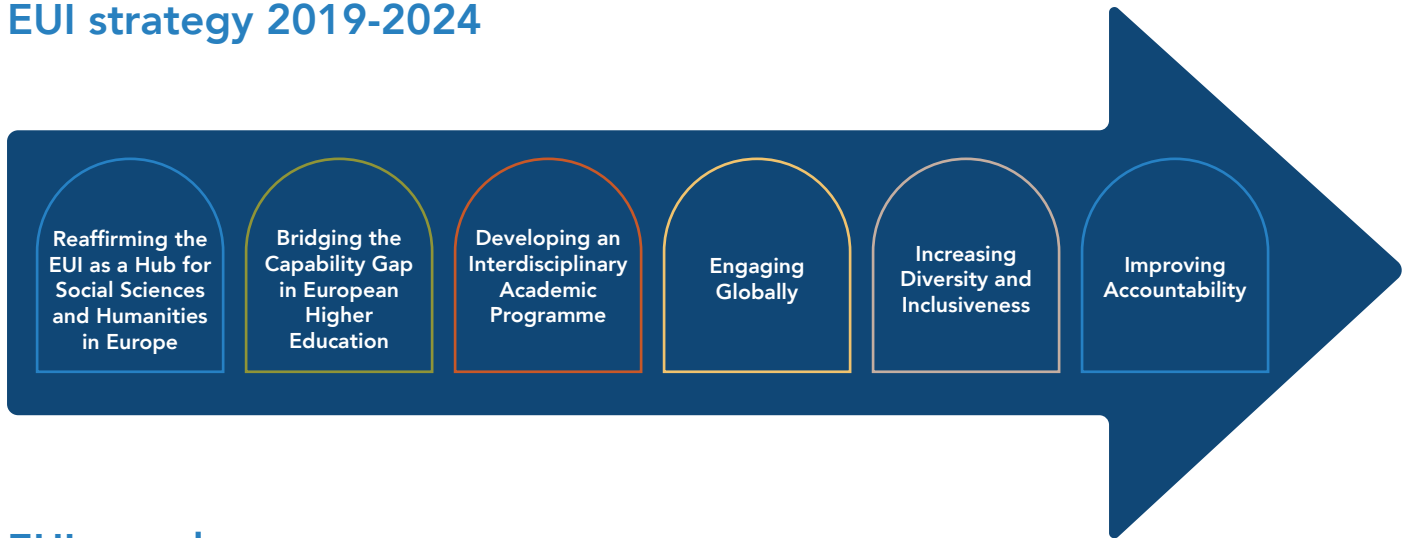 EUI strategy 2019-2024
Reaffirming the
EUI as a Hub for
Social Sciences
and Humanities
in Europe
Bridging the
Capability Gap
in European
Higher
Education
Developing an
Interdisciplinary
Academic
Programme
Engaging
Globally
Increasing
Diversity and
Inclusiveness
Improving
Accountability